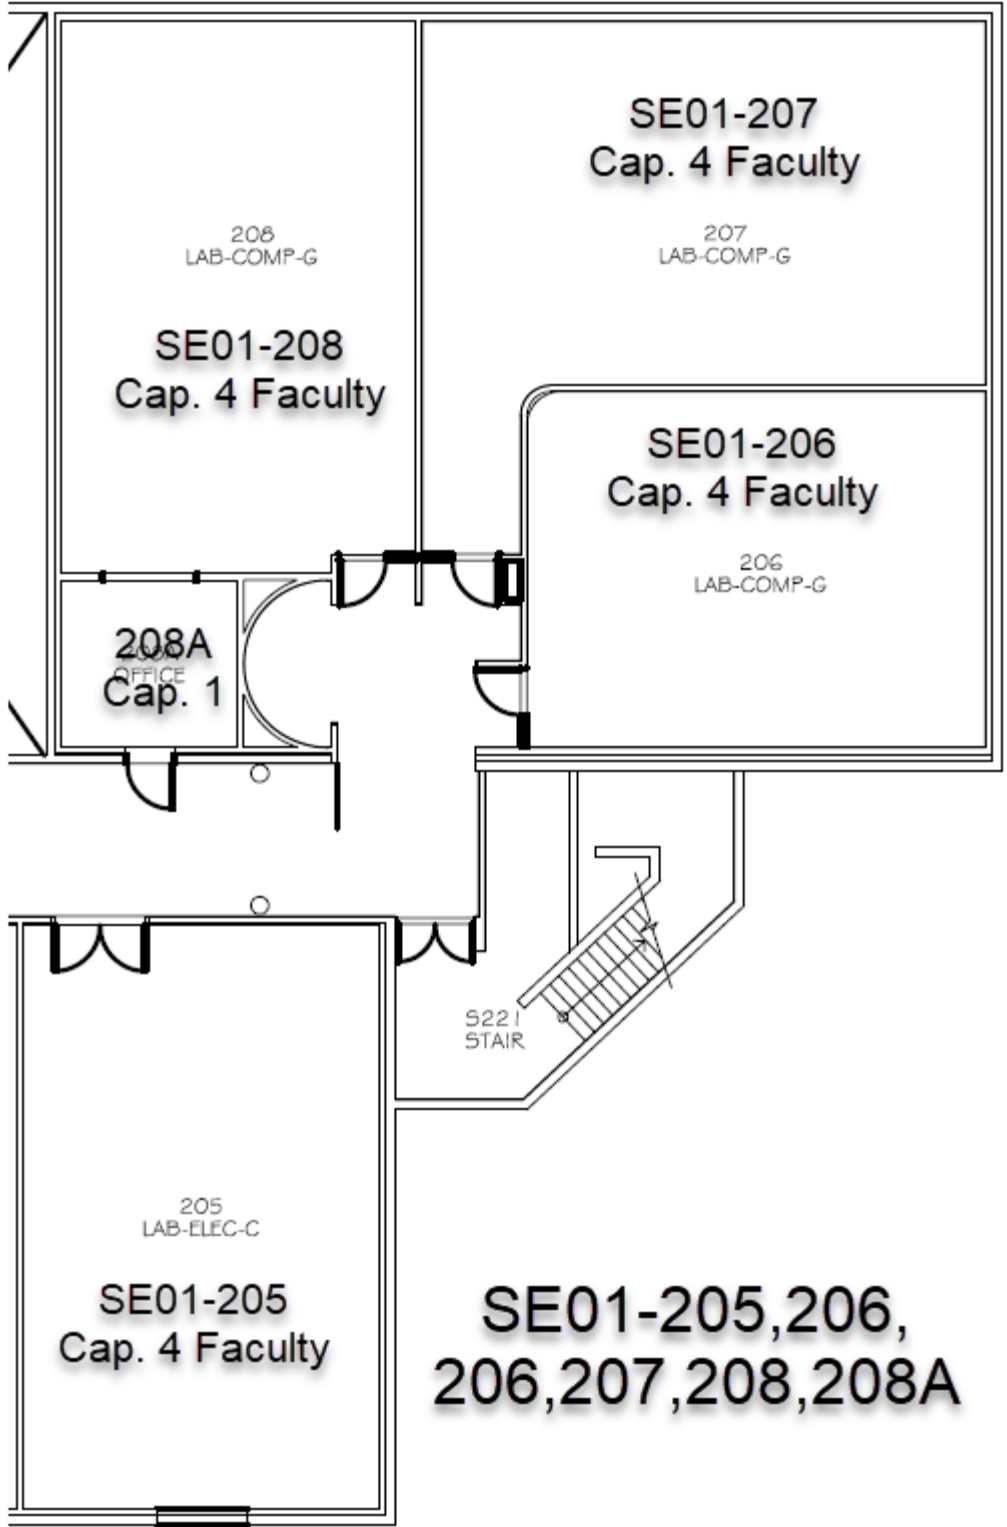 SE01-207
Cap. 4 Faculty
207
LAB-COMP-G
208
LAB-COMP-G
SE01-208
Cap. 4 Faculty
SE01-206
Cap. 4 Faculty
206
LAB-COMP-G
208A
208A
OFFICE
Cap. 1
S221
STAIR
205
LAB-ELEC-C
SE01-205
Cap. 4 Faculty
SE01-205,206,
206,207,208,208A